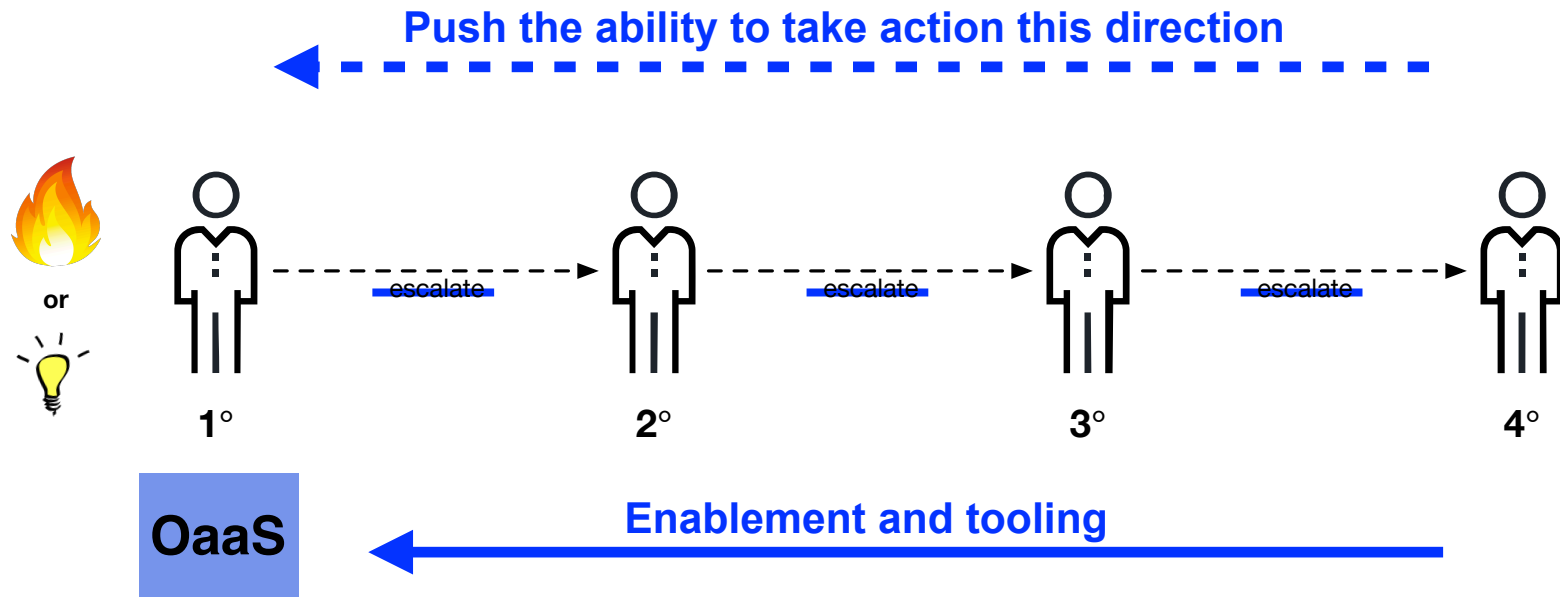 Push the ability to take action this direction
or
escalate
escalate
escalate
1°
2°
3°
4°
OaaS
Enablement and tooling